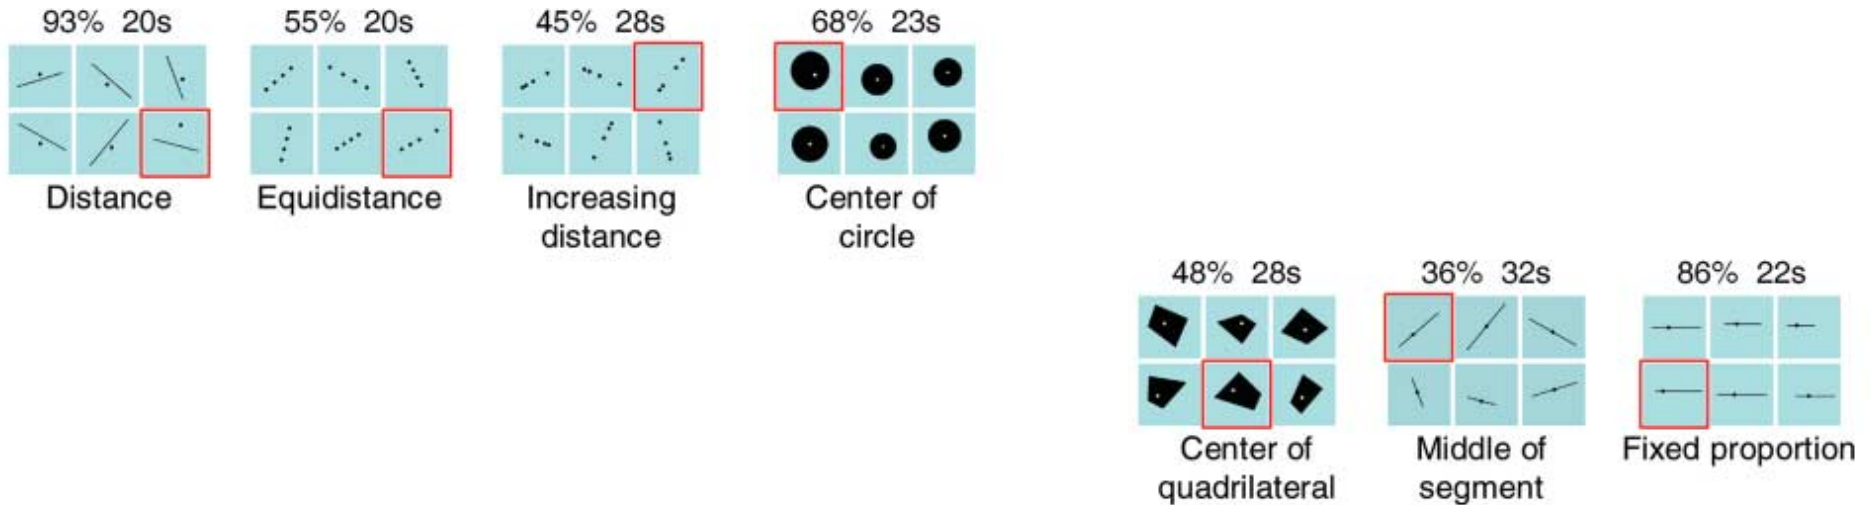 93% 20s
55% 20s
45% 28s
68% 23s
Distance
Equidistance
Increasing
distance
Center of
circle
48% 28s
36% 32s
86% 22s
Center of
quadrilateral
Middle of
segment
Fixed proportion